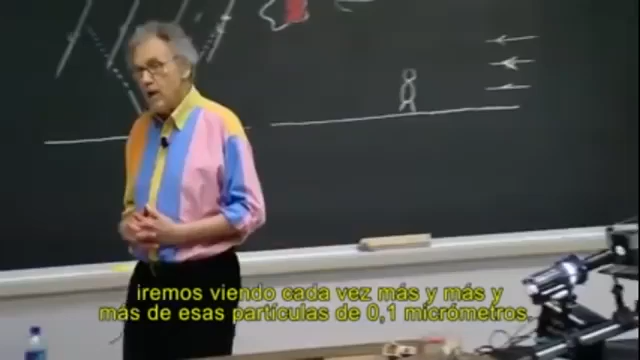 iremos viendo cada vez más y más y
más de esas partículas de 0,1 micrómetros.